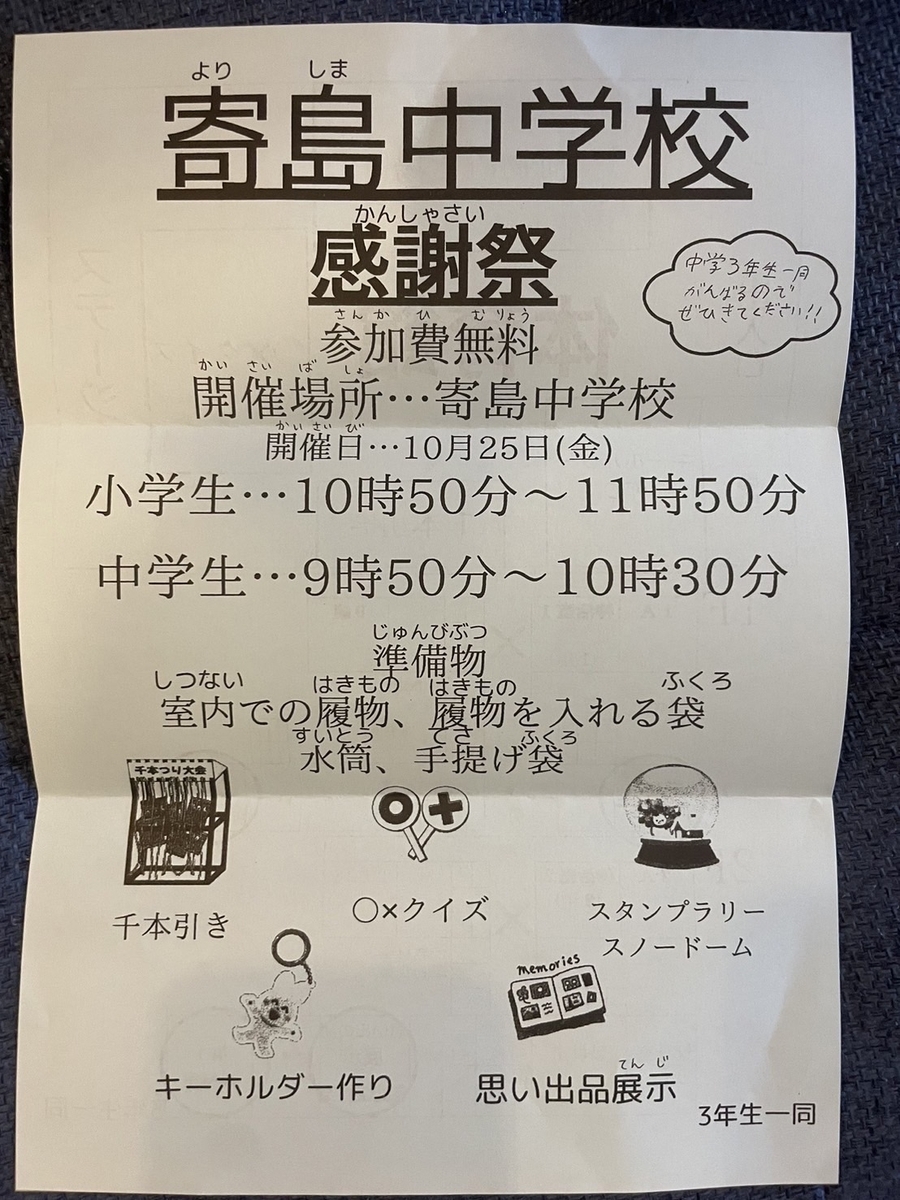 より しま
寄島中学校
かんしゃさい
感謝祭
中学3年生一同
がんばるので
ぜひきてください!!
さん か ひ む りょう
参加費無料
かい さい ば しょ
開催場所…寄島中学校
かい さい び
開催日…10月25日(金)
小学生…10時50分～11時50分
中学生…9時50分～10時30分
じゅんびぶつ
準備物
しつない はきもの はきもの ふくろ
室内での履物、履物を入れる袋
すいとう てさ ふくろ
水筒、手提げ袋
千本つり大会
千本引き
○×クイズ
スタンプラリー
スノードーム
memories
キーホルダー作り
てん じ
思い出品展示
3年生一同